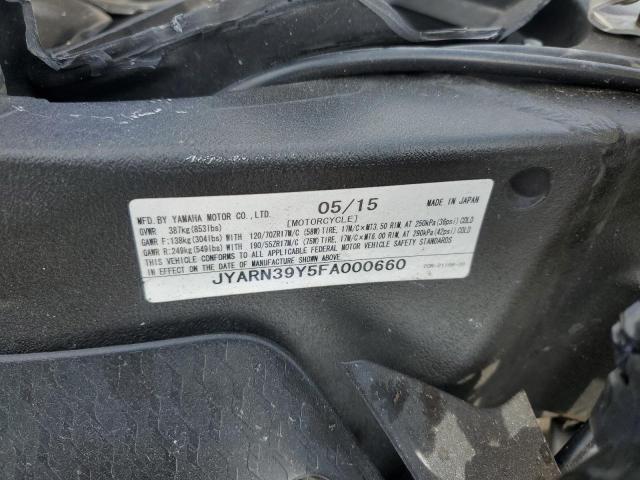 MFD.BY YAMAHA MOTOR CO.,LTD. 05/15 MADE IN JAPAN
[MOTORCYCLE]
GVWR 387kg(853lbs)
GAWR F:138kg(304lbs) WITH 120/70ZR17M/C (58W) TIRE, 17M/C×MT3.50 RIM, AT 250kPa(36psi) COLD
GAWR R:249kg(549lbs) WITH 190/55ZR17M/C (75W) TIRE, 17M/C×MT6.00 RIM, AT 290kPa(42psi) COLD
THIS VEHICLE CONFORMS TO ALL APPLICABLE FEDERAL MOTOR VEHICLE SAFETY STANDARDS
IN EFFECT ON THE DATE OF MANUFACTURE SHOWN ABOVE.
JYARN39Y5FA000660